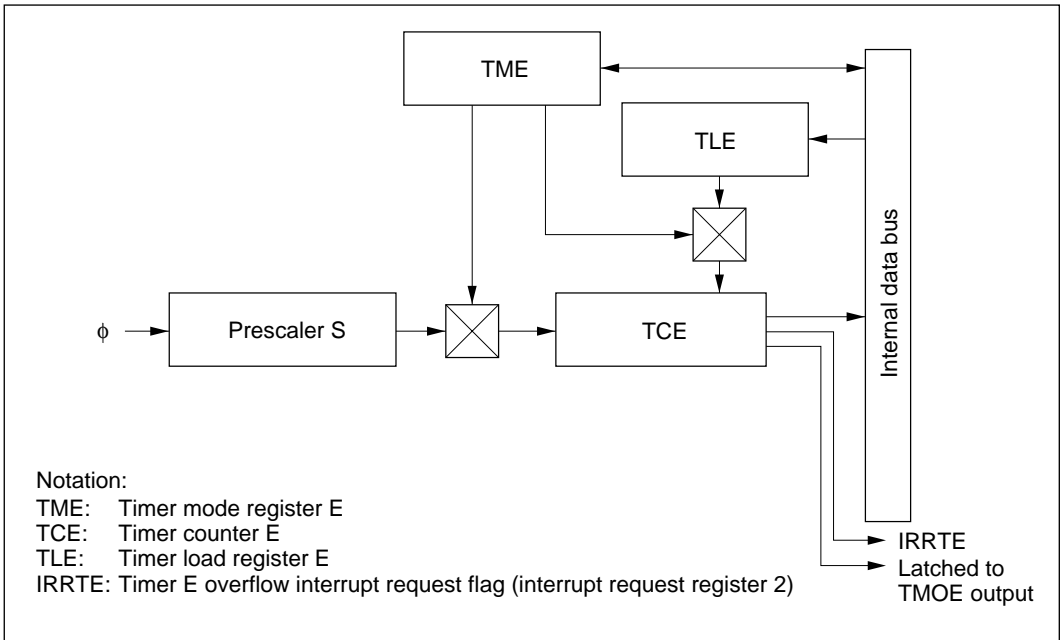 TME
TLE
Internal data bus
ϕ
Prescaler S
TCE
Notation:
TME: Timer mode register E
TCE: Timer counter E
TLE: Timer load register E
IRRTE: Timer E overflow interrupt request flag (interrupt request register 2)
IRRTE
Latched to
TMOE output